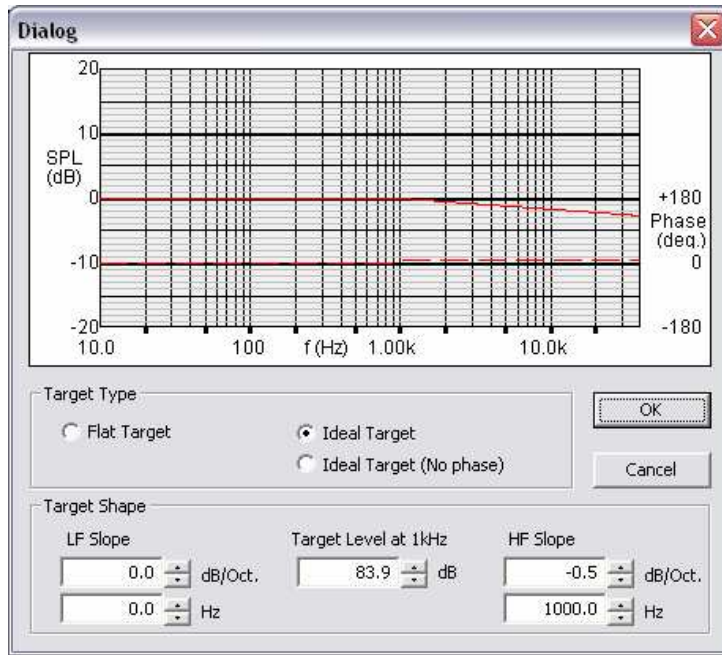 Dialog
20
10
SPL
(dB)
0
+180
Phase
(deg.)
-10
0
-20
-180
10.0 100 f (Hz) 1.00k 10.0k
Target Type
Flat Target
Ideal Target
Ideal Target (No phase)
OK
Cancel
Target Shape
LF Slope Target Level at 1kHz HF Slope
0.0 dB/Oct. 83.9 dB -0.5 dB/Oct.
0.0 Hz 1000.0 Hz